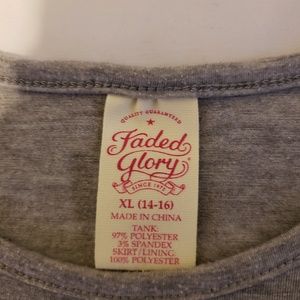 QUALITY GUARANTEED
Faded
Glory®
SINCE 1972
XL (14-16)
MADE IN CHINA
TANK:
97% POLYESTER
3% SPANDEX
SKIRT/LINING:
100% POLYESTER